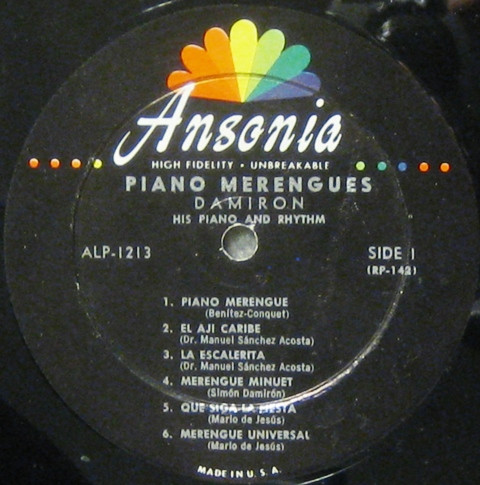 Ansonia
HIGH FIDELITY • UNBREAKABLE
PIANO MERENGUES
DAMIRON
HIS PIANO AND RHYTHM
ALP-1213
SIDE 1
(RP-142)
1. PIANO MERENGUE
(Benítez-Conquet)
2. EL AJI CARIBE
(Dr. Manuel Sánchez Acosta)
3. LA ESCALERITA
(Dr. Manuel Sánchez Acosta)
4. MERENGUE MINUET
(Simón Damirón)
5. QUE SIGA LA FIESTA
(Mario de Jesús)
6. MERENGUE UNIVERSAL
(Mario de Jesús)
MADE IN U. S. A.